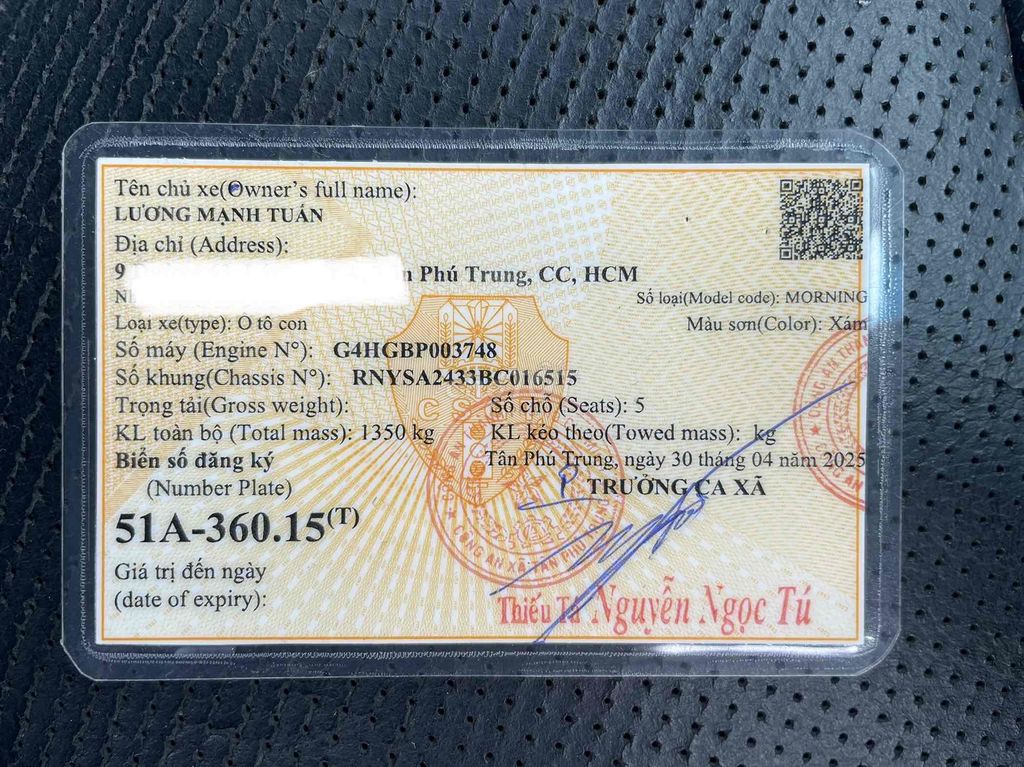 Tên chủ xe(Owner's full name):
LƯƠNG MẠNH TUẤN
Địa chỉ (Address):
9 Phú Trung, CC, HCM
Số loại(Model code): MORNING
Loại xe(type): Ô tô con
Màu sơn(Color): Xám
Số máy (Engine N°): G4HGBP003748
Số khung(Chassis N°): RNYSA2433BC016515
Trọng tải(Gross weight):
Số chỗ (Seats): 5
KL toàn bộ (Total mass): 1350 kg
KL kéo theo(Towed mass): kg
Biển số đăng ký
Tân Phú Trung, ngày 30 tháng 04 năm 2025
(Number Plate)
TRƯỞNG CA XÃ
51A-360.15(T)
Giá trị đến ngày
(date of expiry):
Thiếu Tá Nguyễn Ngọc Tú